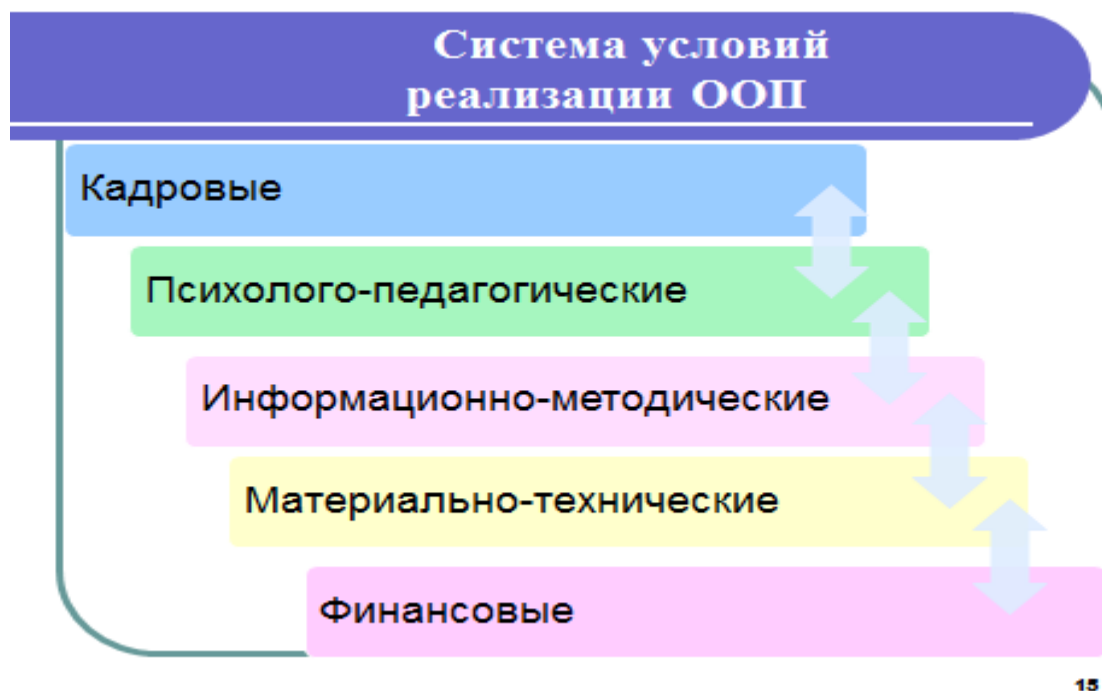 Система условий
реализации ООП
Кадровые
Психолого-педагогические
Информационно-методические
Материально-технические
Финансовые
15